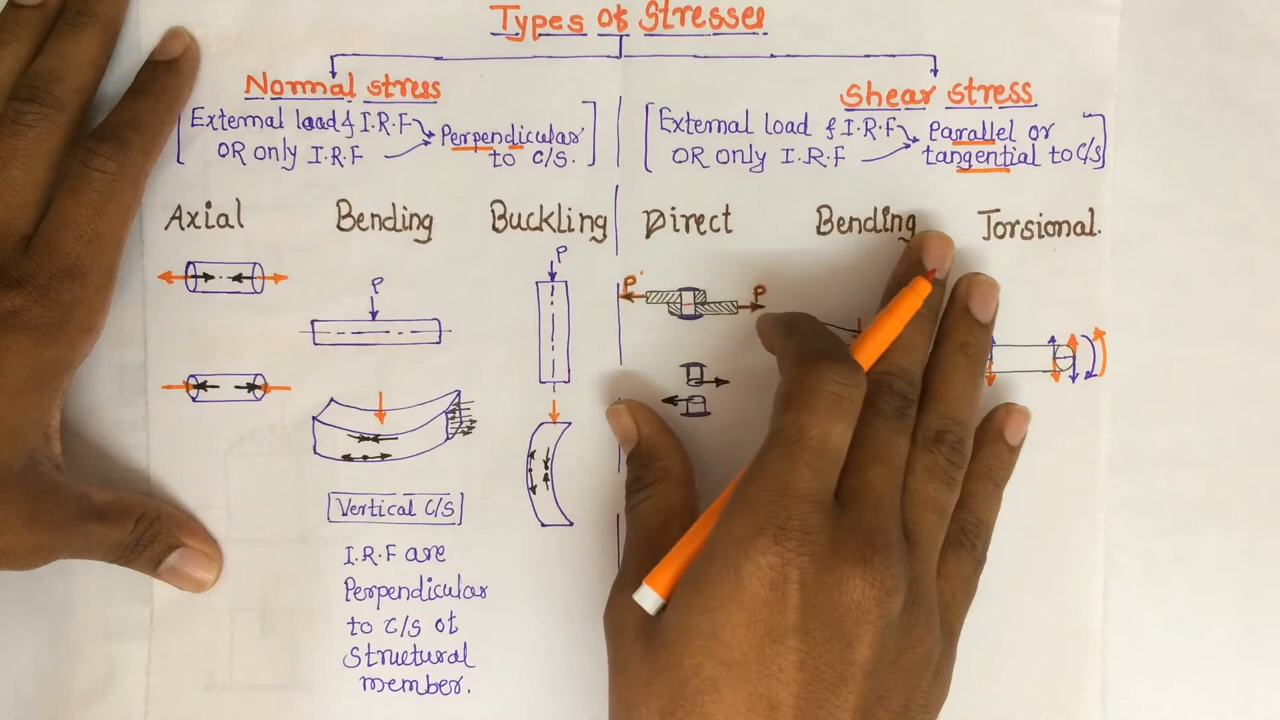 Types of Stresses
Normal stress
[External load & I.R.F
OR only I.R.F
Perpendicular
to C/S.]
Shear stress
[External load & I.R.F
OR only I.R.F
Parallel or
tangential to C/S]
Axial
Bending
Buckling
Direct
Bending
Torsional.
P
P
P
P
Vertical C/S
I.R.F are
Perpendicular
to C/S of
Structural
member.